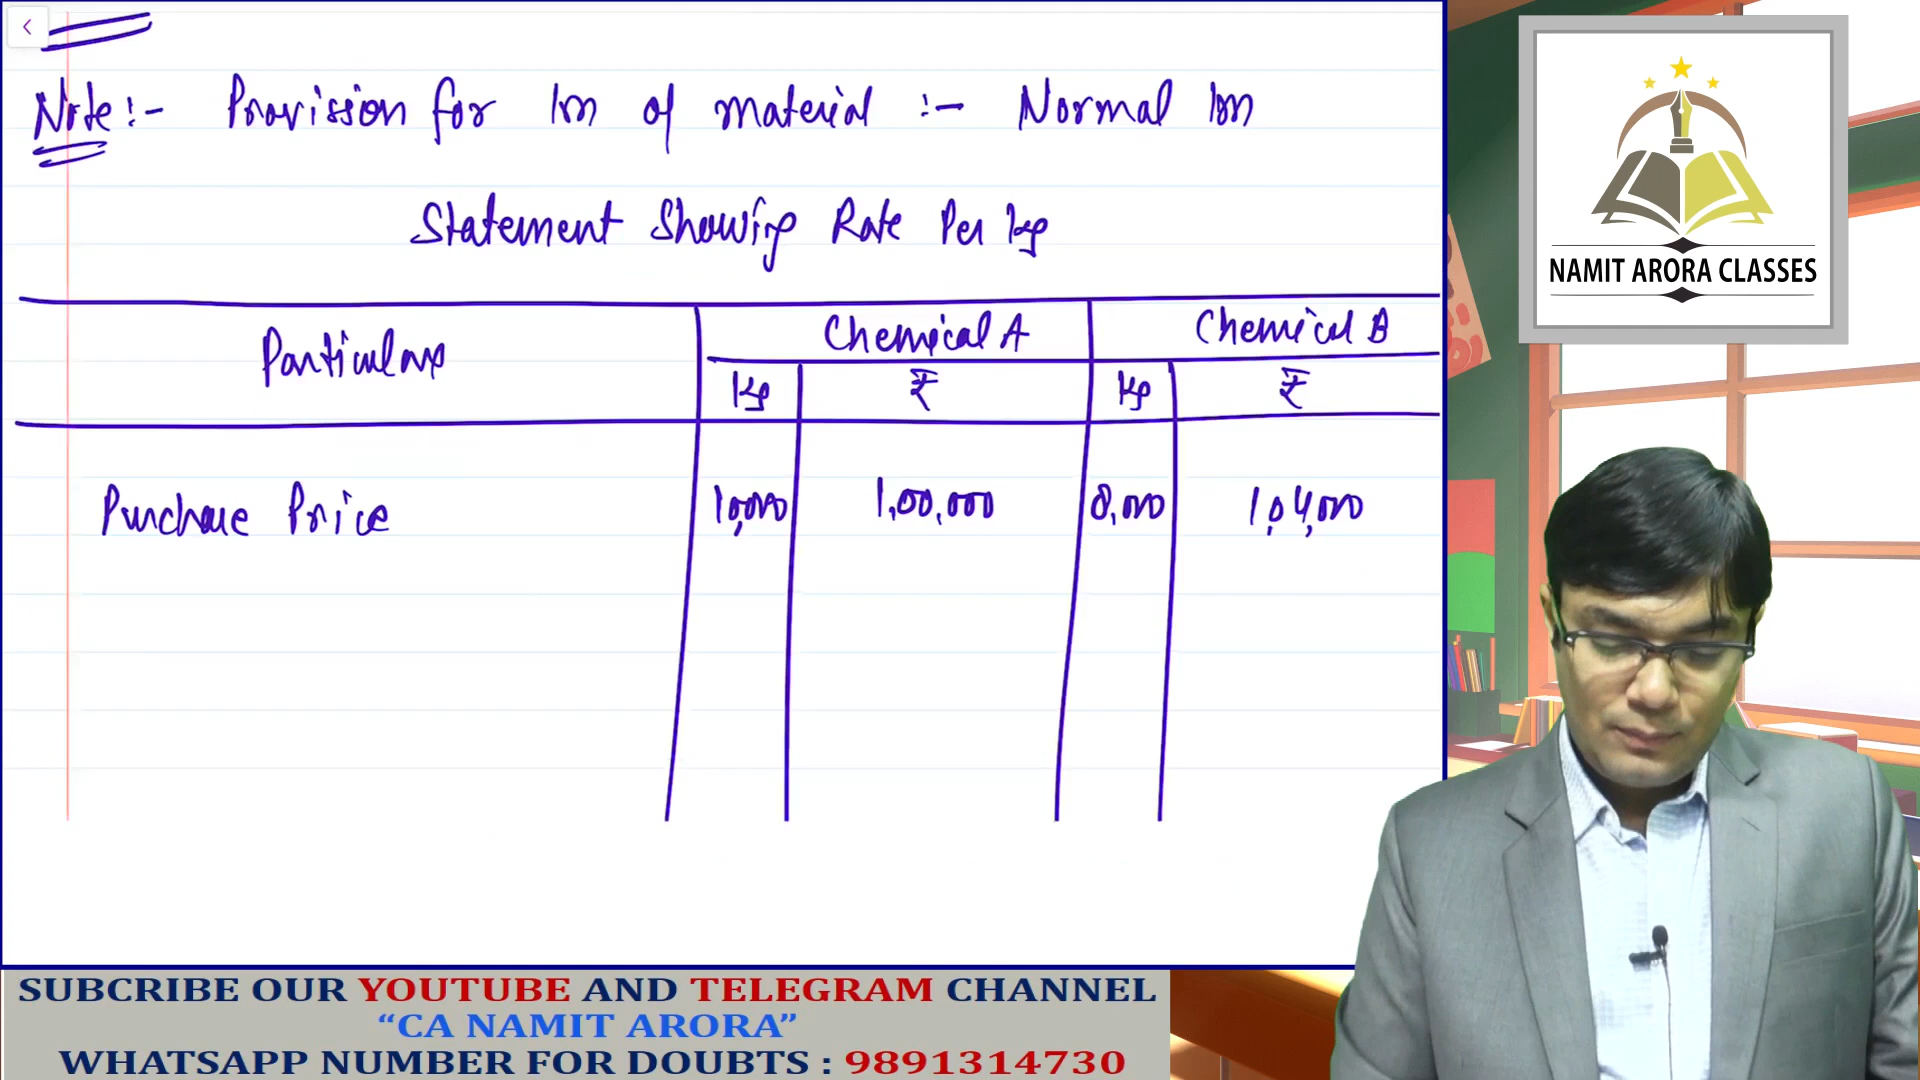 Note :- Provission for loss of material :- Normal loss
Statement Showing Rate Per kg
Particulars
Chemical A
Chemical B
Kg
₹
Kg
₹
Purchase Price
10,000
1,00,000
8,000
1,04,000
NAMIT ARORA CLASSES
SUBCRIBE OUR YOUTUBE AND TELEGRAM CHANNEL
“CA NAMIT ARORA”
WHATSAPP NUMBER FOR DOUBTS : 9891314730